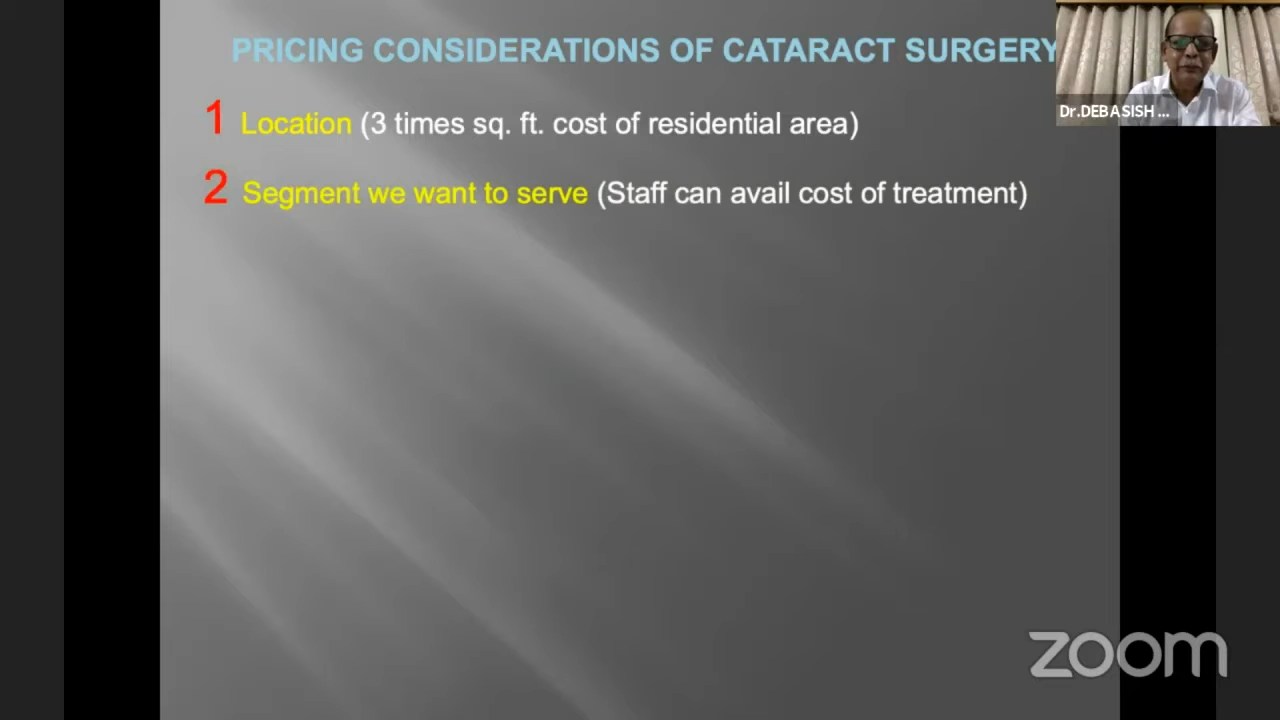 PRICING CONSIDERATIONS OF CATARACT SURGERY
1 Location (3 times sq. ft. cost of residential area)
2 Segment we want to serve (Staff can avail cost of treatment)
Dr.DEBASISH ...
zoom